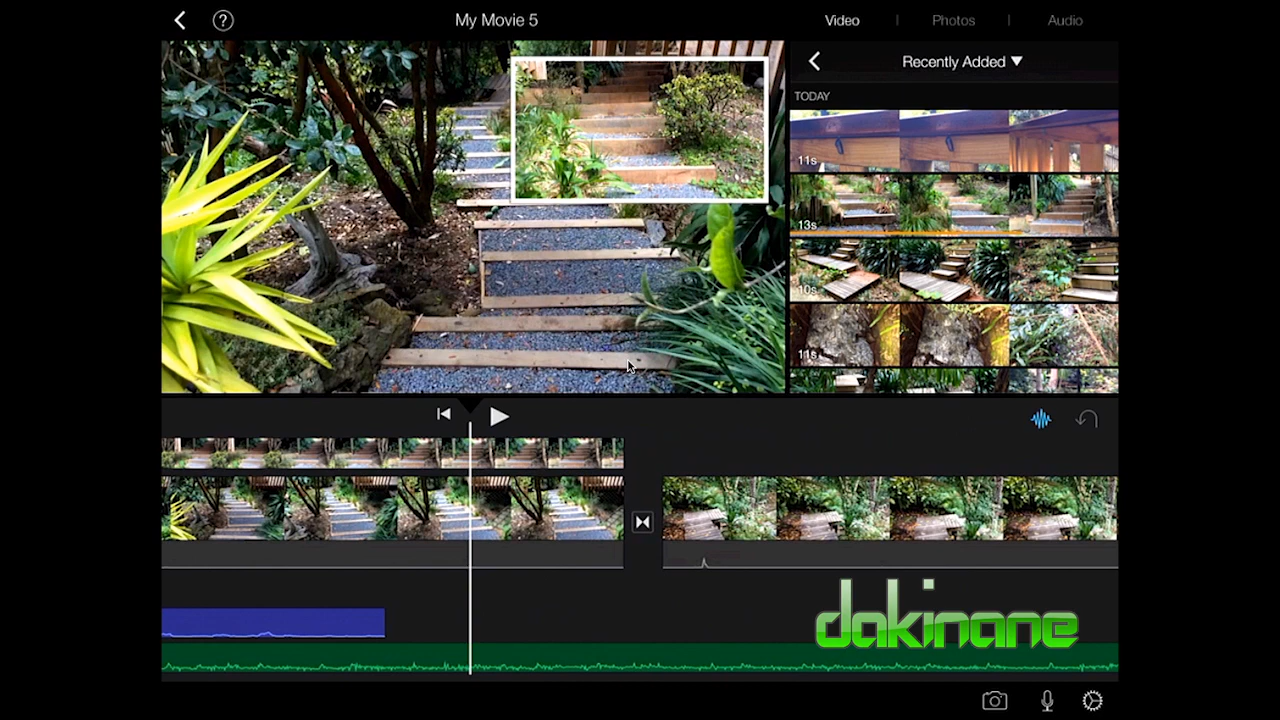 ?
My Movie 5
Video | Photos | Audio
Recently Added ▼
TODAY
11s
13s
10s
11s
dakinane